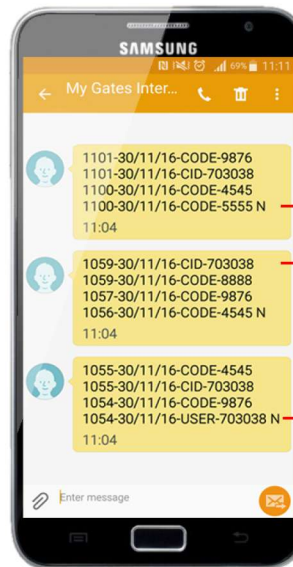 SAMSUNG
69% 11:11
My Gates Inter...
1101-30/11/16-CODE-9876
1101-30/11/16-CID-703038
1100-30/11/16-CODE-4545
1100-30/11/16-CODE-5555 N
11:04
1059-30/11/16-CID-703038
1059-30/11/16-CODE-8888
1057-30/11/16-CODE-9876
1056-30/11/16-CODE-4545 N
11:04
1055-30/11/16-CODE-4545
1055-30/11/16-CID-703038
1054-30/11/16-CODE-9876
1054-30/11/16-USER-703038 N
11:04
Enter message